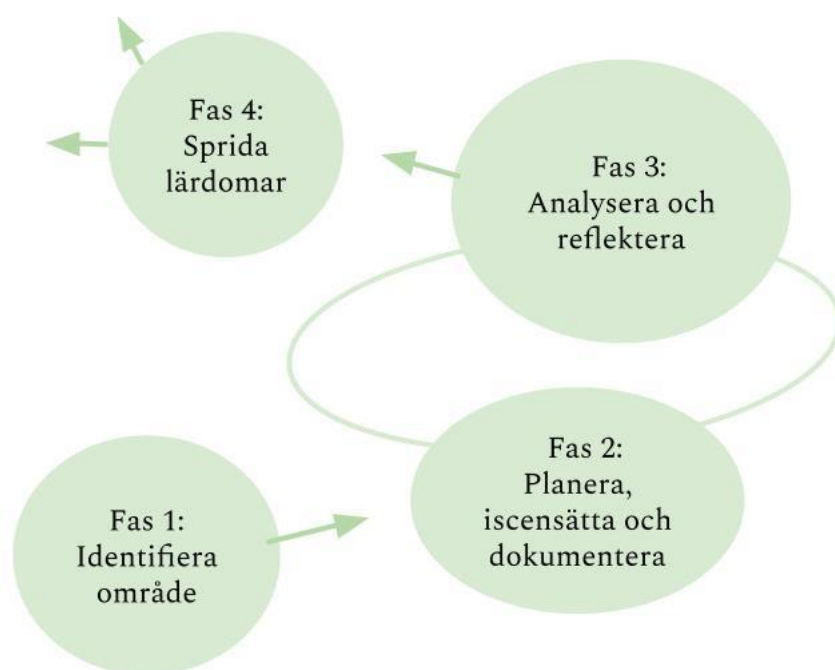 Fas 4:
Sprida
lärdomar
Fas 3:
Analysera och
reflektera
Fas 2:
Planera,
iscensätta och
dokumentera
Fas 1:
Identifiera
område